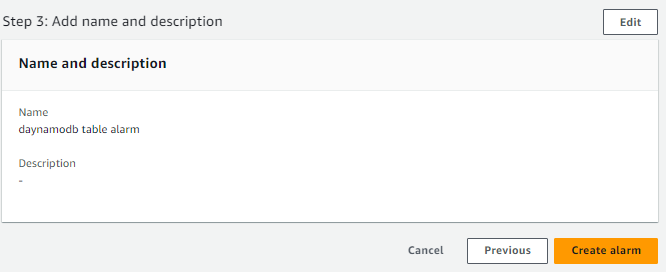 Step 3: Add name and description
Edit
Name and description
Name
daynamodb table alarm
Description
-
Cancel
Previous
Create alarm